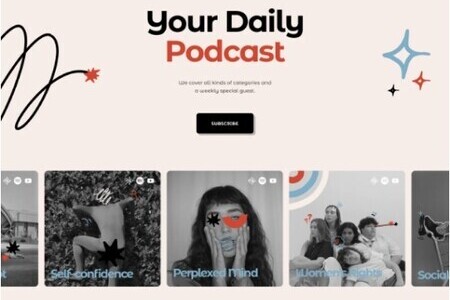 Your Daily
Podcast
We cover all kinds of categories and
a weekly special guest.
SUBSCRIBE
Self-confidence
Perplexed Mind
Women's Rights
Social